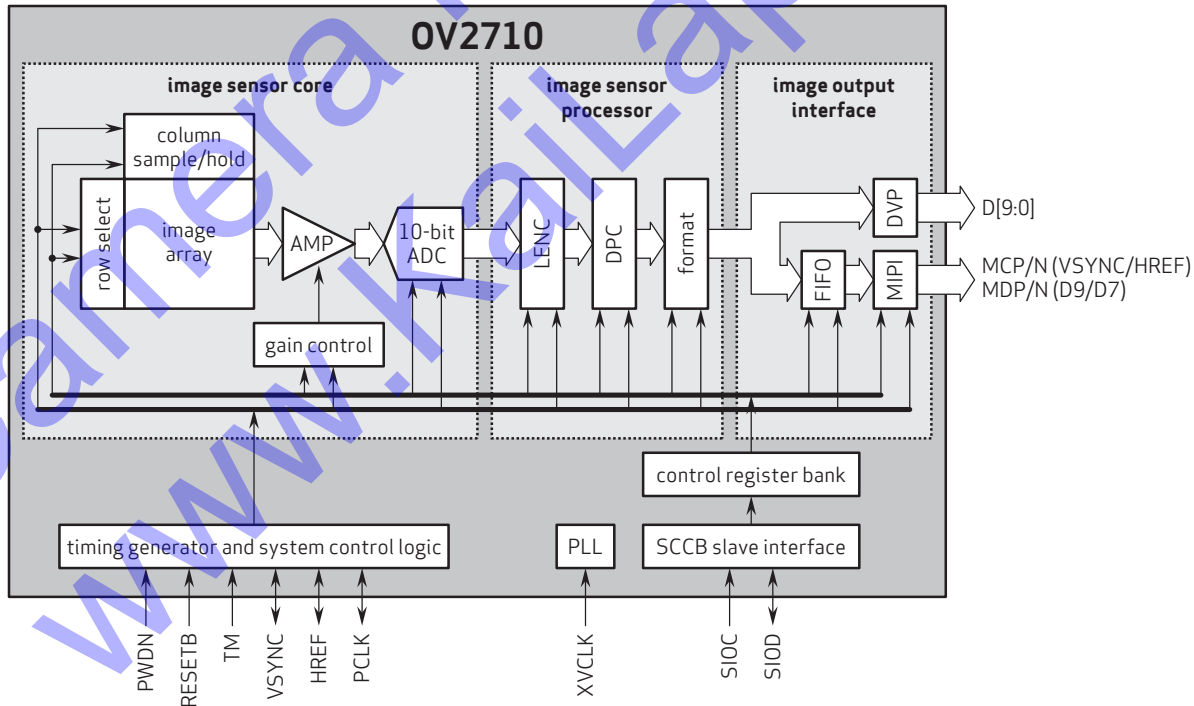 OV2710
image sensor core
image sensor
processor
image output
interface
column
sample/hold
row select
image
array
AMP
10-bit
ADC
gain control
LENC
DPC
format
DVP
FIFO
MIPI
D[9:0]
MCP/N (VSYNC/HREF)
MDP/N (D9/D7)
control register bank
timing generator and system control logic
PLL
SCCB slave interface
PWDN
RESETB
TM
VSYNC
HREF
PCLK
XVCLK
SIOC
SIOD